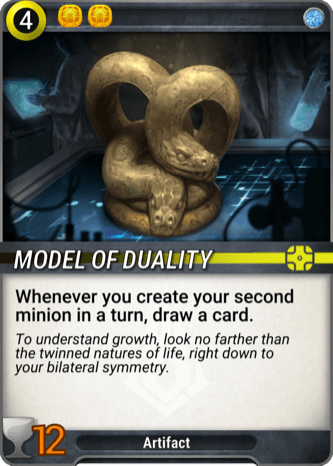 4
MODEL OF DUALITY
Whenever you create your second
minion in a turn, draw a card.
To understand growth, look no farther than
the twinned natures of life, right down to
your bilateral symmetry.
12
Artifact